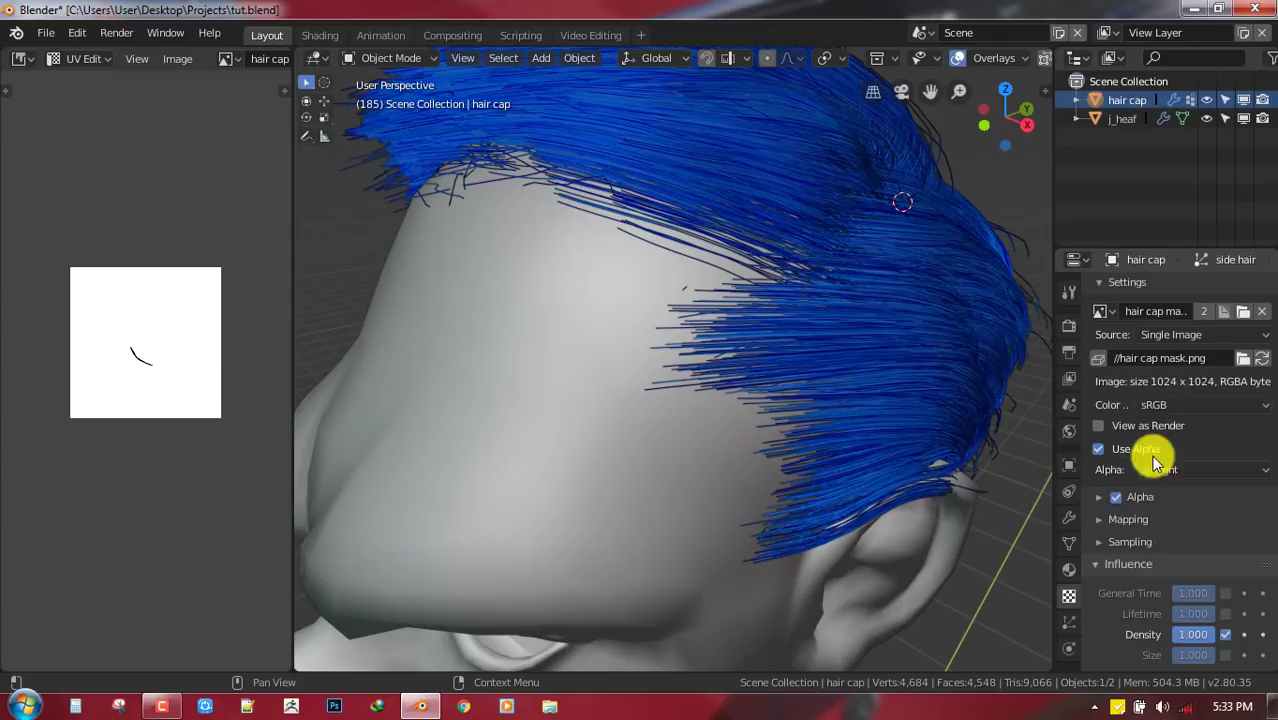 Blender* [C:\Users\User\Desktop\Projects\tut.blend]
File Edit Render Window Help Layout Shading Animation Compositing Scripting Video Editing + Scene View Layer
UV Edit View Image hair cap Object Mode View Select Add Object Global Overlays
User Perspective
(185) Scene Collection | hair cap
Z
Y
X
Scene Collection
hair cap
j_heaf
hair cap side hair
Settings
hair cap ma.. 2
Source: Single Image
//hair cap mask.png
Image: size 1024 x 1024, RGBA byte
Color .. sRGB
View as Render
Use Alpha
Alpha:
Alpha
Mapping
Sampling
Influence
General Time 1.000
Lifetime 1.000
Density 1.000
Size 1.000
Pan View Context Menu Scene Collection | hair cap | Verts:4,684 | Faces:4,548 | Tris:9,066 | Objects:1/2 | Mem: 504.3 MB | v2.80.35
Ps 5:33 PM